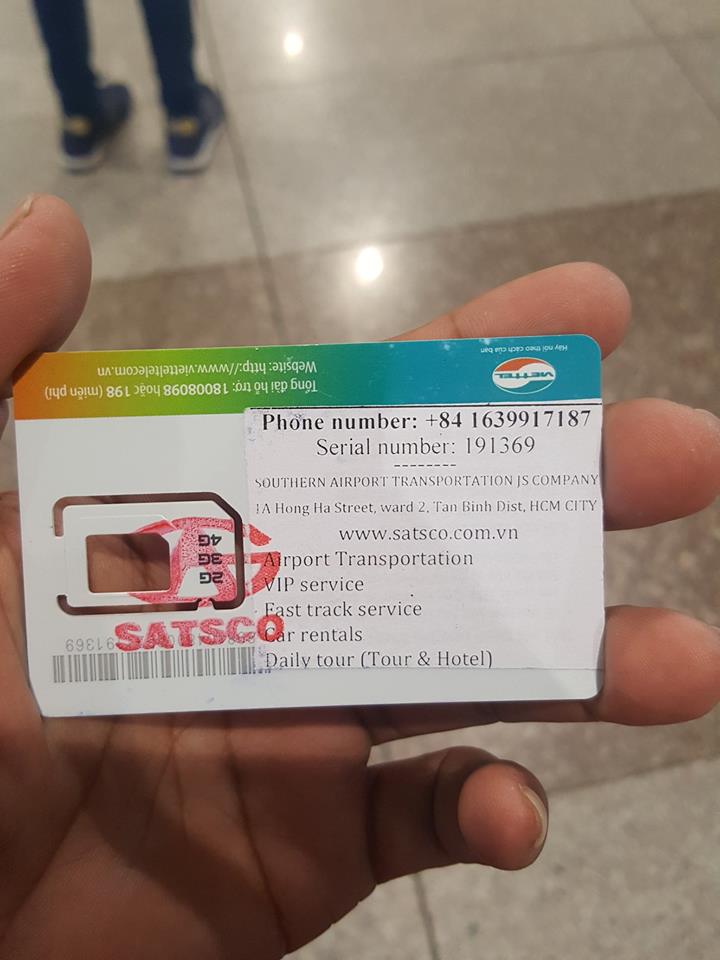 Hãy nói theo cách của bạn
VIETTEL
Tổng đài hỗ trợ: 18008098 hoặc 198 (miễn phí)
Website: http://www.vietteltelecom.vn
Phone number: +84 1639917187
Serial number: 191369
--------
SOUTHERN AIRPORT TRANSPORTATION JS COMPANY
1A Hong Ha Street, ward 2, Tan Binh Dist, HCM CITY
www.satsco.com.vn
Airport Transportation
VIP service
Fast track service
Car rentals
Daily tour (Tour & Hotel)
2G
3G
4G
SATSCO
91369